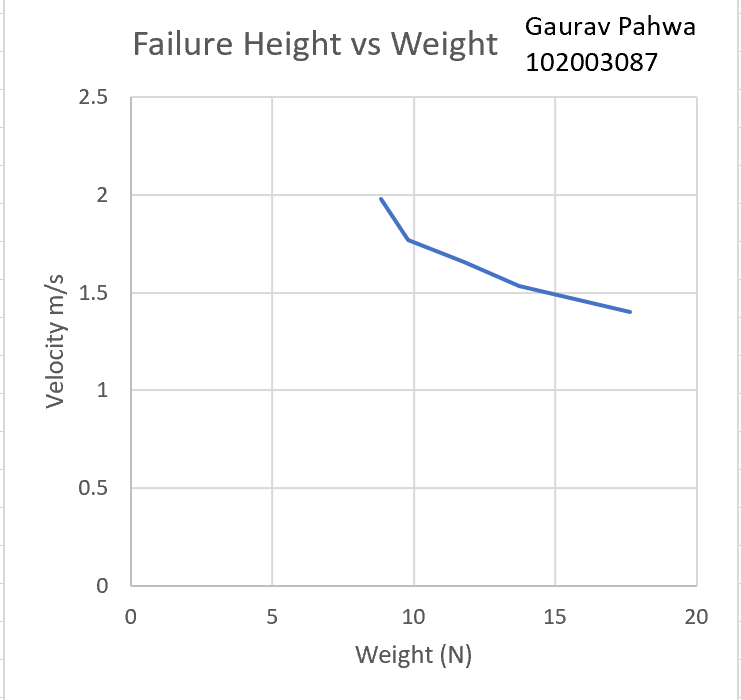 Failure Height vs Weight
Gaurav Pahwa
102003087
2.5
2
1.5
1
0.5
0
Velocity m/s
0 5 10 15 20
Weight (N)